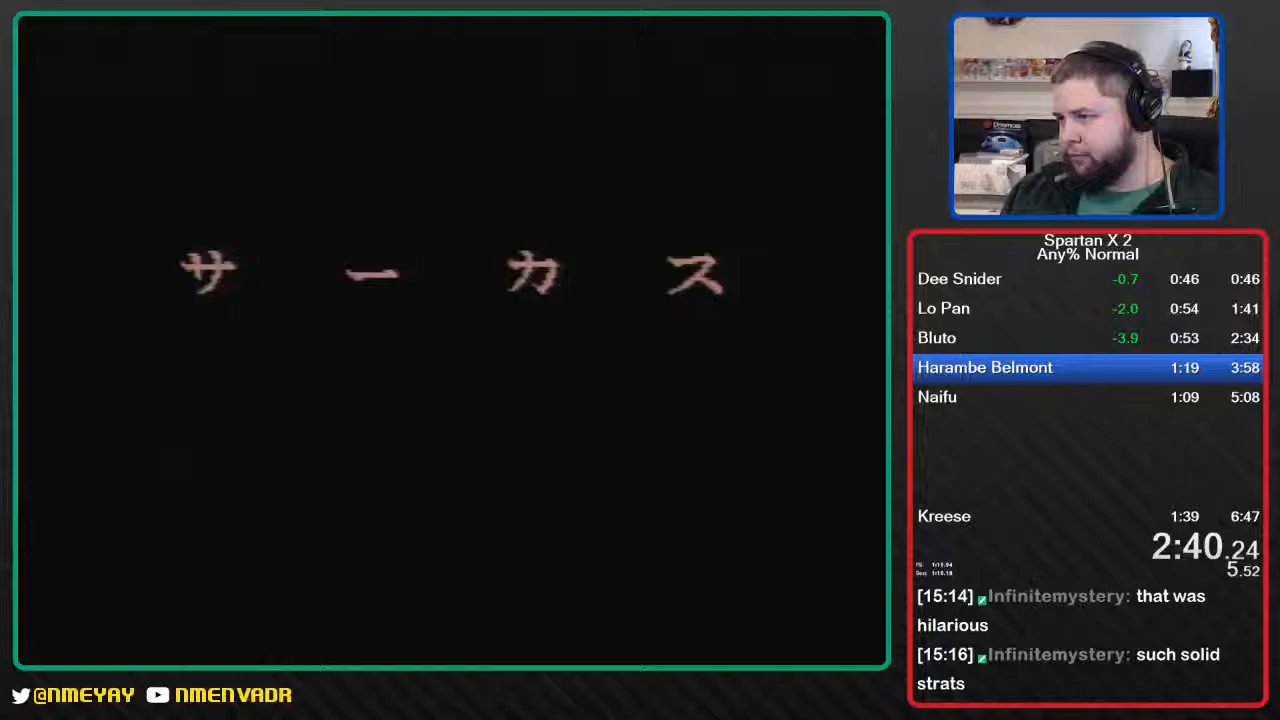 サーカス
Spartan X 2
Any% Normal
Dee Snider -0.7 0:46 0:46
Lo Pan -2.0 0:54 1:41
Bluto -3.9 0:53 2:34
Harambe Belmont 1:19 3:58
Naifu 1:09 5:08
Kreese 1:39 6:47
2:40.24
5.52
[15:14] Infinitemystery: that was
hilarious
[15:16] Infinitemystery: such solid
strats
@NMEYAY NMENVADR